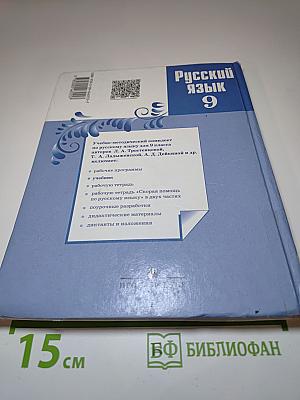 Русский
язык
9
Учебно-методический комплект
по русскому языку для 9 класса
авторов Л. А. Тростенцовой,
Т. А. Ладыженской, А. Д. Дейкиной и др.
включает:
рабочие программы
учебник
рабочую тетрадь
рабочую тетрадь «Скорая помощь
по русскому языку» в двух частях
поурочные разработки
дидактические материалы
диктанты и изложения
15 см
БФ БИБЛИОФАН